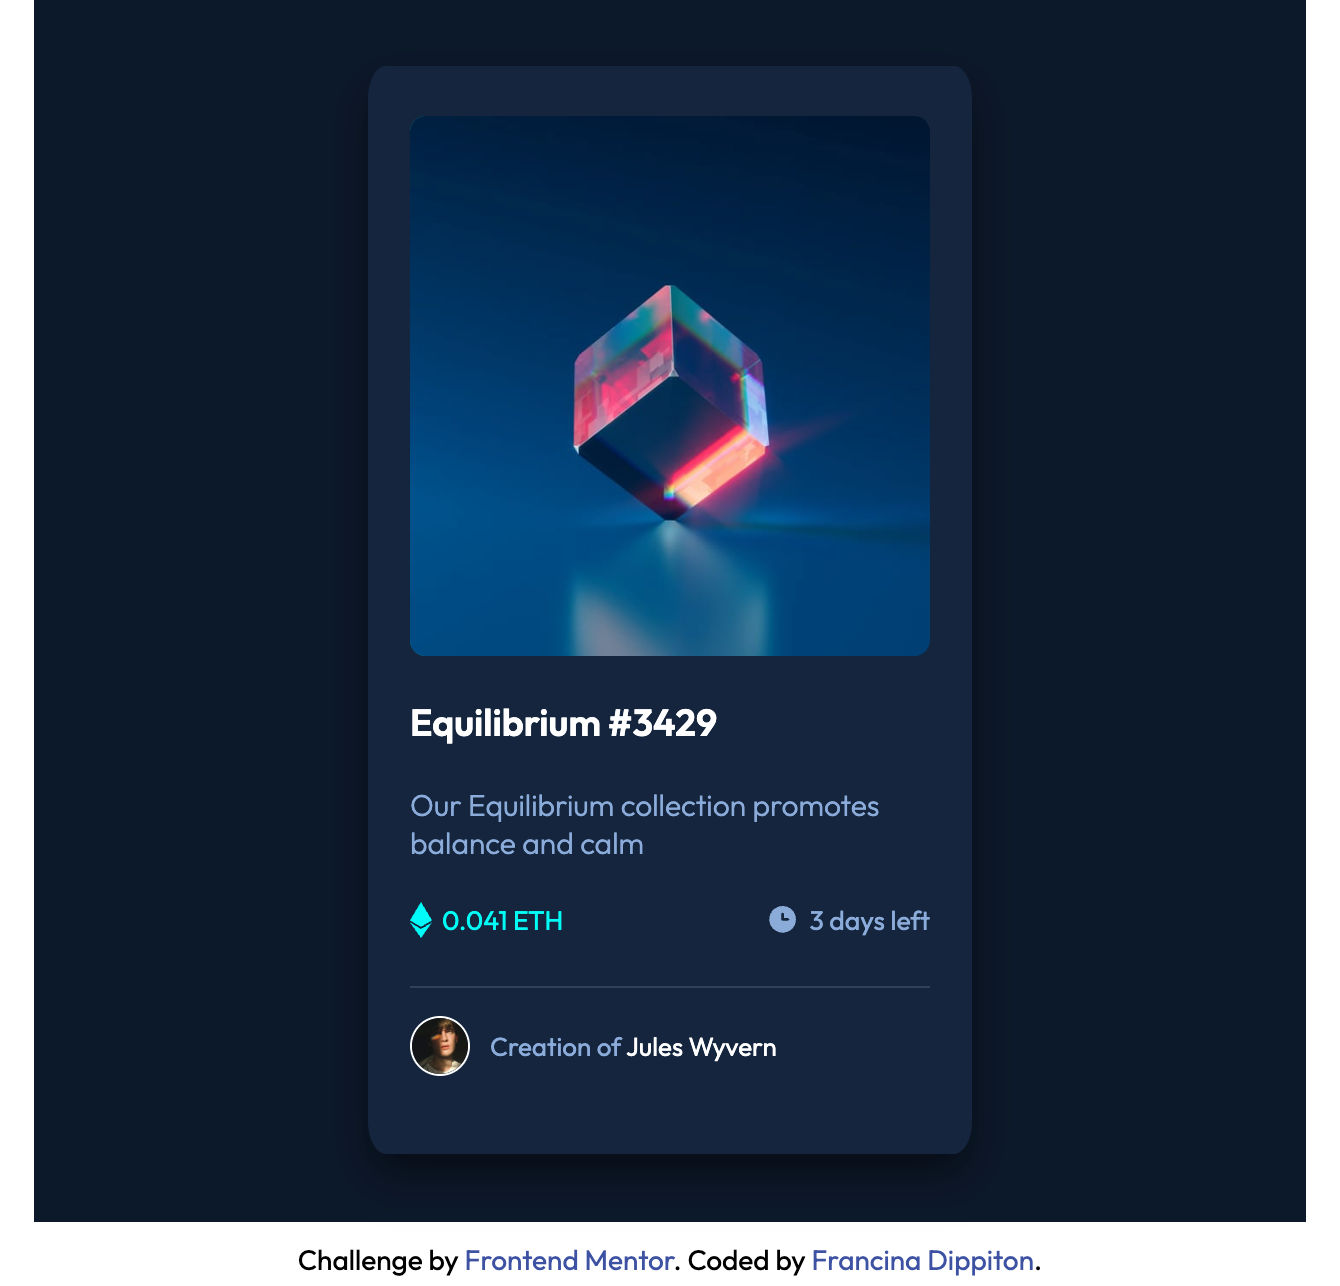 Equilibrium #3429
Our Equilibrium collection promotes
balance and calm
0.041 ETH
3 days left
Creation of Jules Wyvern
Challenge by Frontend Mentor. Coded by Francina Dippiton.